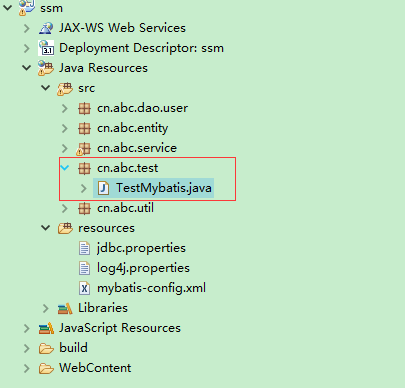 ssm
JAX-WS Web Services
Deployment Descriptor: ssm
Java Resources
src
cn.abc.dao.user
cn.abc.entity
cn.abc.service
cn.abc.test
TestMybatis.java
cn.abc.util
resources
jdbc.properties
log4j.properties
mybatis-config.xml
Libraries
JavaScript Resources
build
WebContent